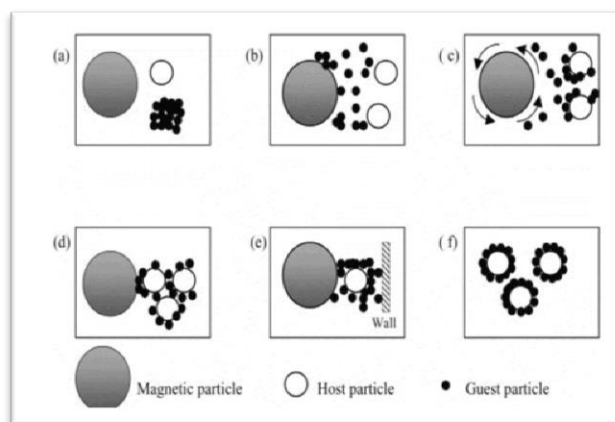 (a)
(b)
(c)
(d)
(e)
(f)
Wall
Magnetic particle
Host particle
Guest particle